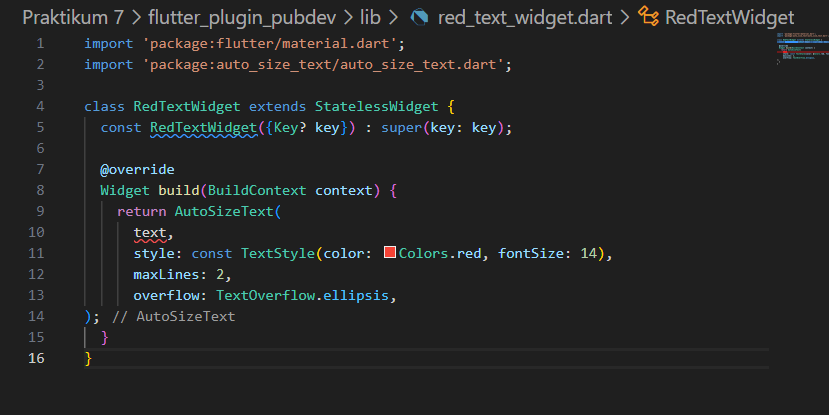 Praktikum 7 > flutter_plugin_pubdev > lib > red_text_widget.dart > RedTextWidget
1 import 'package:flutter/material.dart';
2 import 'package:auto_size_text/auto_size_text.dart';
3
4 class RedTextWidget extends StatelessWidget {
5   const RedTextWidget({Key? key}) : super(key: key);
6
7   @override
8   Widget build(BuildContext context) {
9     return AutoSizeText(
10       text,
11       style: const TextStyle(color: Colors.red, fontSize: 14),
12       maxLines: 2,
13       overflow: TextOverflow.ellipsis,
14 ); // AutoSizeText
15   }
16 }